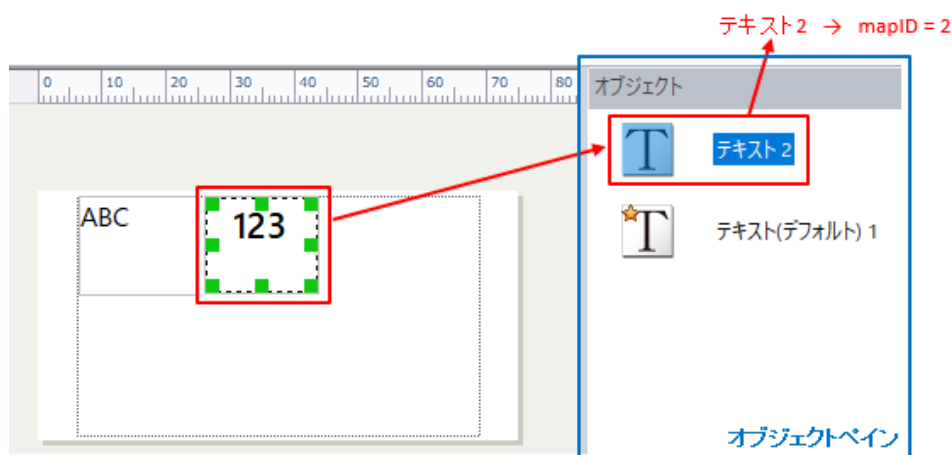 テキスト2 → mapID = 2
0 10 20 30 40 50 60 70 80
オブジェクト
テキスト 2
ABC
123
テキスト(デフォルト) 1
オブジェクトペイン